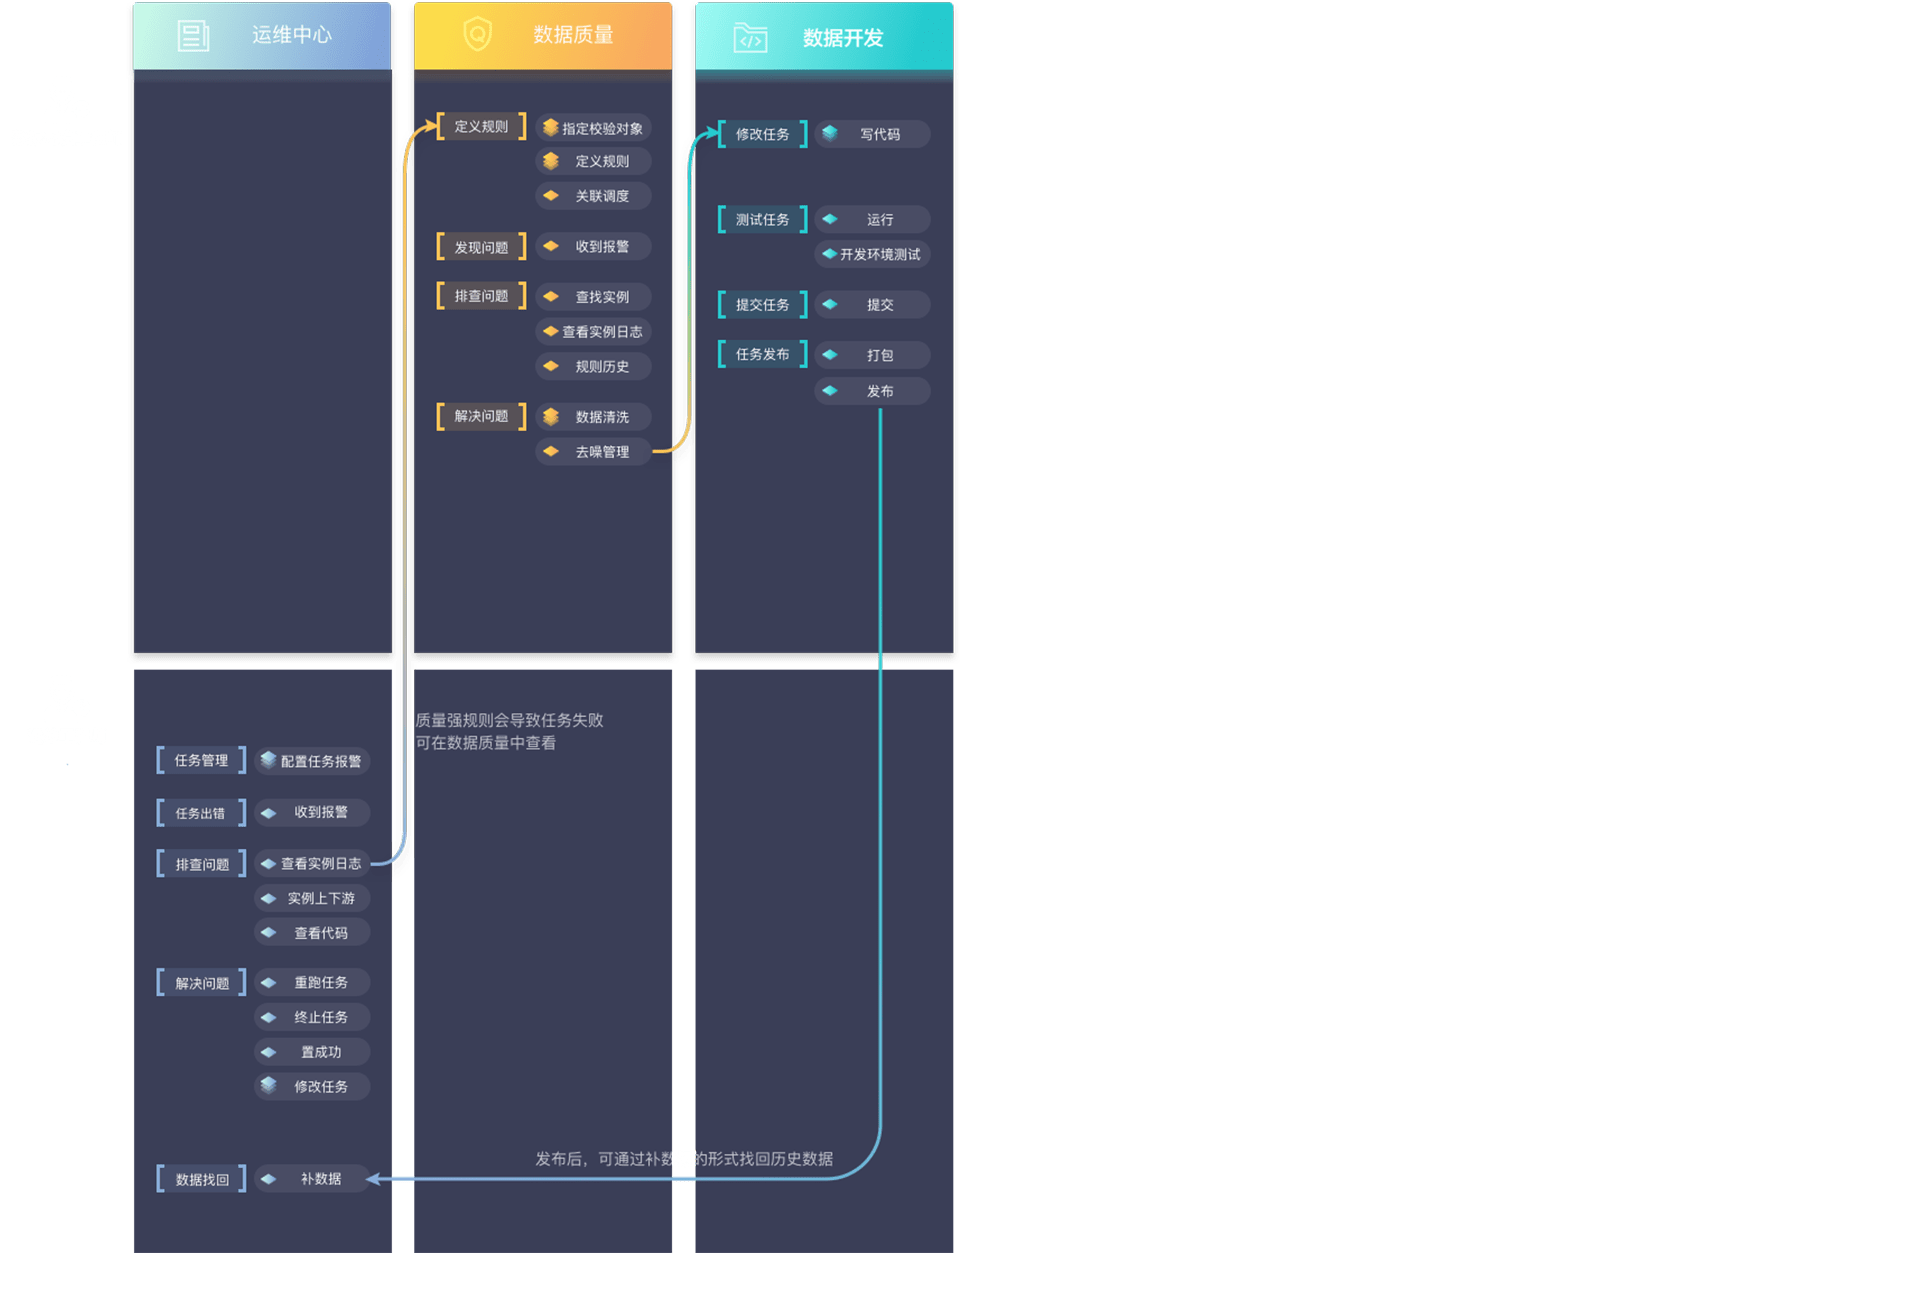 运维中心
数据质量
数据开发
定义规则
指定校验对象
定义规则
关联调度
发现问题
收到报警
排查问题
查找实例
查看实例日志
规则历史
解决问题
数据清洗
去噪管理
修改任务
写代码
测试任务
运行
开发环境测试
提交任务
提交
任务发布
打包
发布
任务管理
配置任务报警
任务出错
收到报警
排查问题
查看实例日志
实例上下游
查看代码
解决问题
重跑任务
终止任务
置成功
修改任务
数据找回
补数据
质量强规则会导致任务失败
可在数据质量中查看
发布后，可通过补数据的形式找回历史数据